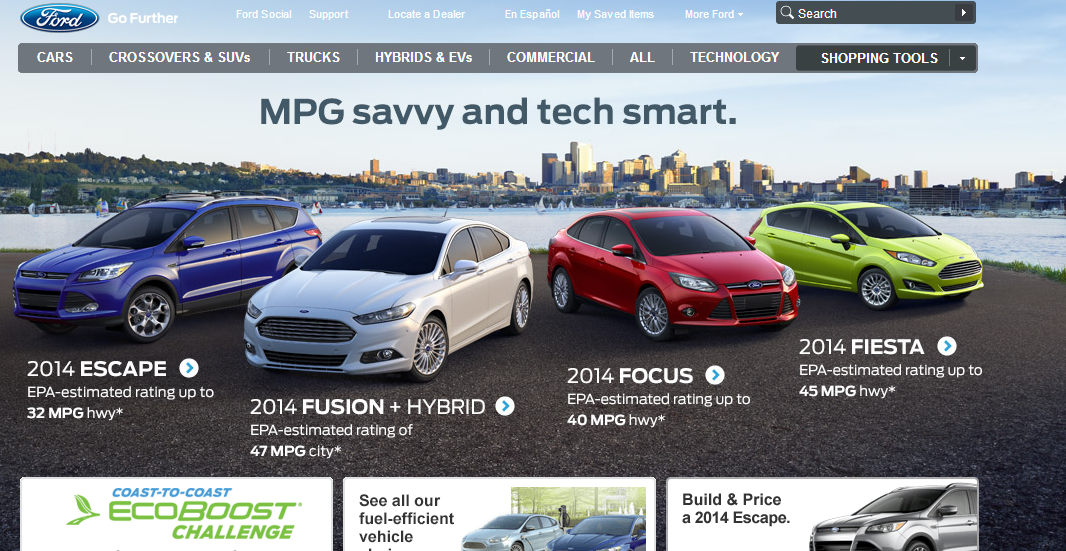 Ford Go Further
Ford Social Support Locate a Dealer En Español My Saved Items More Ford Search
CARS CROSSOVERS & SUVs TRUCKS HYBRIDS & EVs COMMERCIAL ALL TECHNOLOGY SHOPPING TOOLS
MPG savvy and tech smart.
2014 ESCAPE
EPA-estimated rating up to
32 MPG hwy*
2014 FUSION + HYBRID
EPA-estimated rating of
47 MPG city*
2014 FOCUS
EPA-estimated rating up to
40 MPG hwy*
2014 FIESTA
EPA-estimated rating up to
45 MPG hwy*
COAST-TO-COAST
ECOBOOST®
CHALLENGE
See all our
fuel-efficient
vehicle
Build & Price
a 2014 Escape.